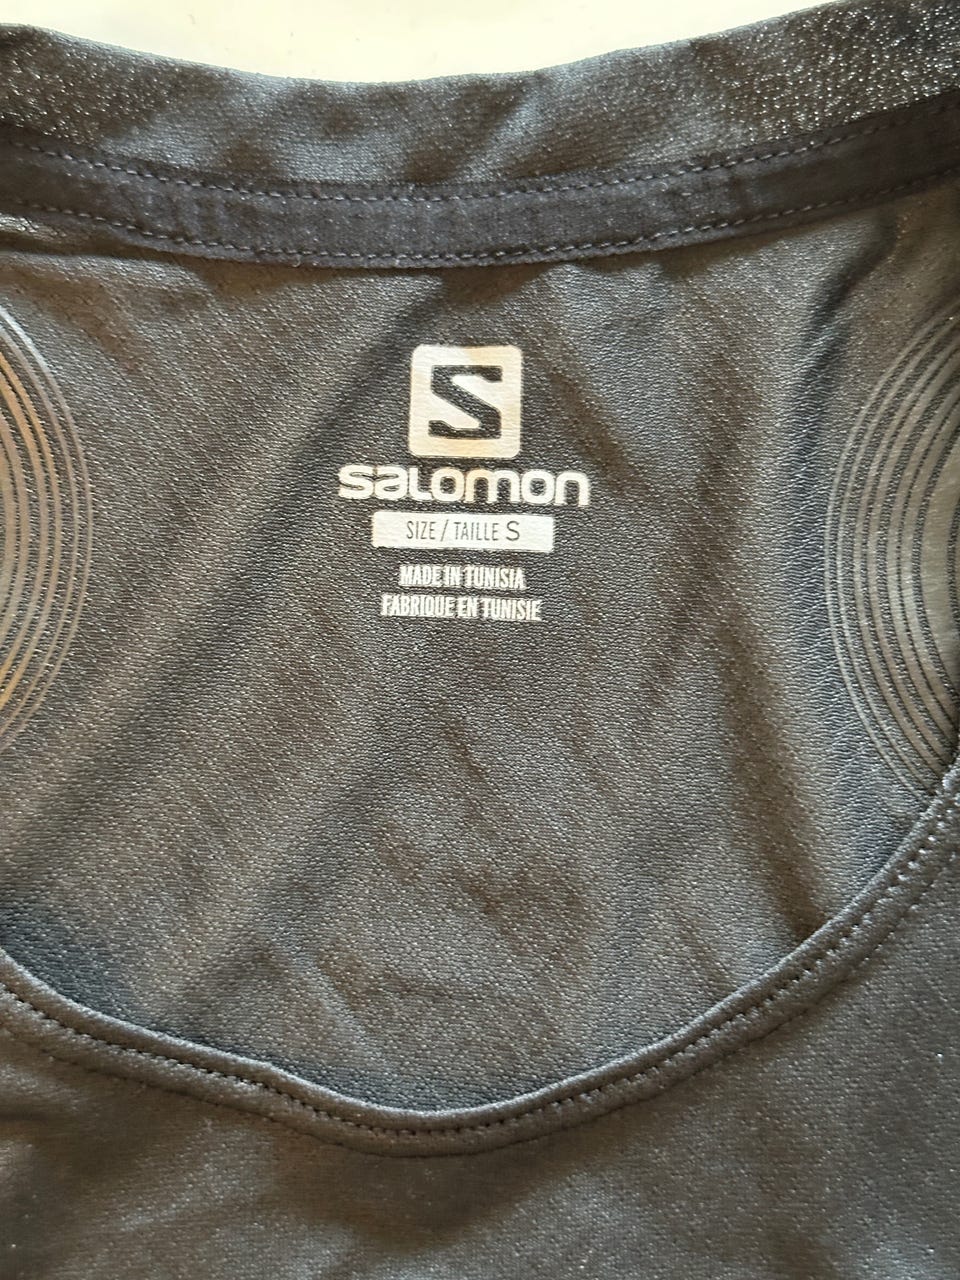 S
salomon
SIZE / TAILLE S
MADE IN TUNISIA
FABRIQUE EN TUNISIE